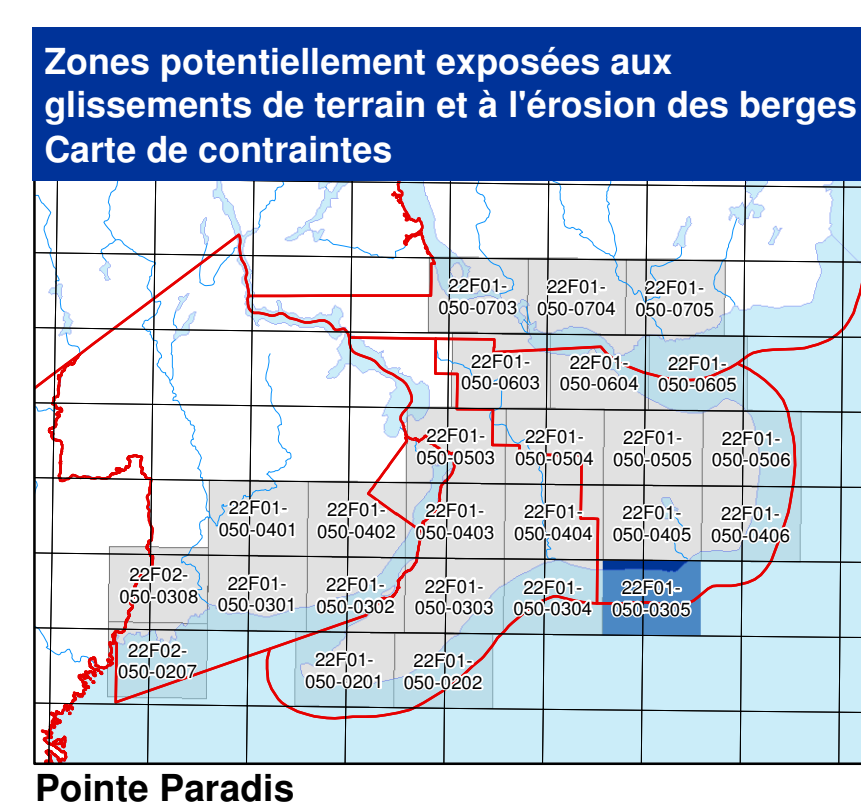 Zones potentiellement exposées aux
glissements de terrain et à l'érosion des berges
Carte de contraintes
22F01-
050-0703
22F01-
050-0704
22F01-
050-0705
22F01-
050-0603
22F01-
050-0604
22F01-
050-0605
22F01-
050-0503
22F01-
050-0504
22F01-
050-0505
22F01-
050-0506
22F01-
050-0401
22F01-
050-0402
22F01-
050-0403
22F01-
050-0404
22F01-
050-0405
22F01-
050-0406
22F02-
050-0308
22F01-
050-0301
22F01-
050-0302
22F01-
050-0303
22F01-
050-0304
22F01-
050-0305
22F02-
050-0207
22F01-
050-0201
22F01-
050-0202
Pointe Paradis